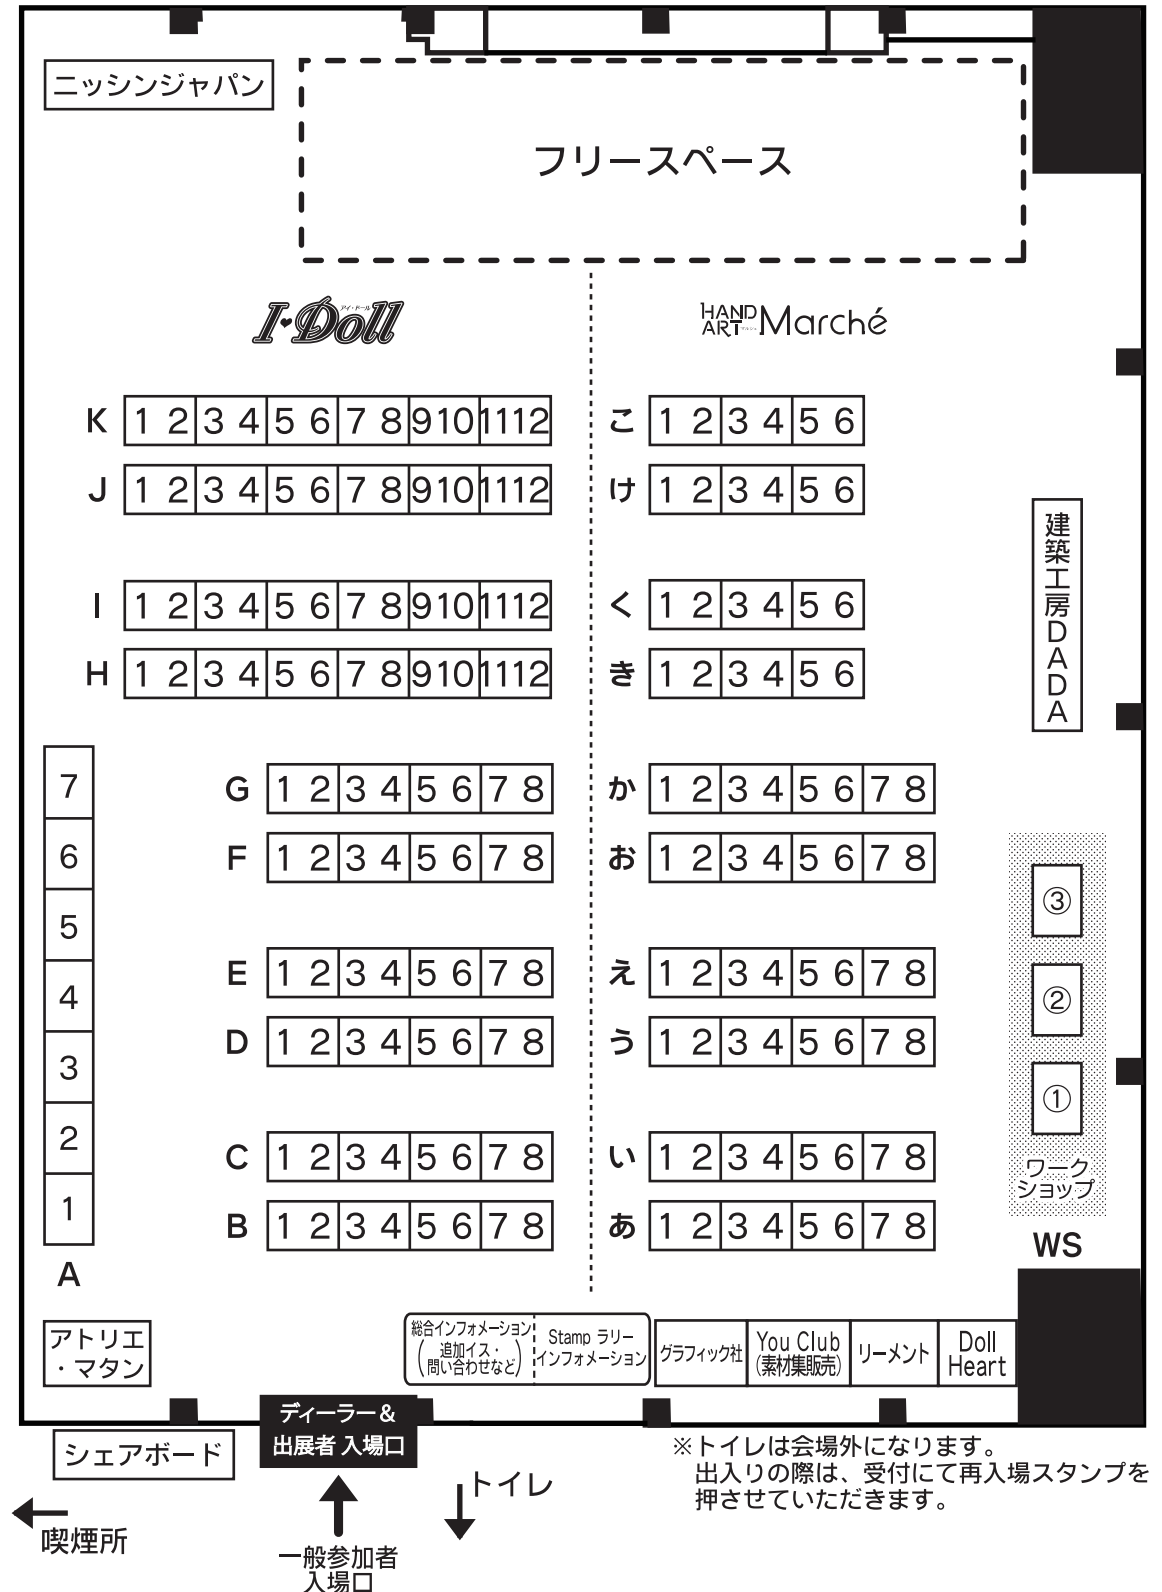 ニッシンジャパン
フリースペース
アイ・ドール
I・Doll
HAND
ART マルシェ Marché
K 1 2 3 4 5 6 7 8 9 10 11 12
こ 1 2 3 4 5 6
J 1 2 3 4 5 6 7 8 9 10 11 12
け 1 2 3 4 5 6
建築工房DADA
I 1 2 3 4 5 6 7 8 9 10 11 12
く 1 2 3 4 5 6
H 1 2 3 4 5 6 7 8 9 10 11 12
き 1 2 3 4 5 6
7
6
5
4
3
2
1
A
G 1 2 3 4 5 6 7 8
か 1 2 3 4 5 6 7 8
F 1 2 3 4 5 6 7 8
お 1 2 3 4 5 6 7 8
E 1 2 3 4 5 6 7 8
え 1 2 3 4 5 6 7 8
D 1 2 3 4 5 6 7 8
う 1 2 3 4 5 6 7 8
C 1 2 3 4 5 6 7 8
い 1 2 3 4 5 6 7 8
B 1 2 3 4 5 6 7 8
あ 1 2 3 4 5 6 7 8
③
②
①
ワーク
ショップ
WS
アトリエ
・マタン
総合インフォメーション
(追加イス・
問い合わせなど)
Stamp ラリー
インフォメーション
グラフィック社
You Club
(素材集販売)
リーメント
Doll
Heart
ディーラー&
出展者 入場口
シェアボード
喫煙所
一般参加者
入場口
トイレ
※トイレは会場外になります。
出入りの際は、受付にて再入場スタンプを
押させていただきます。